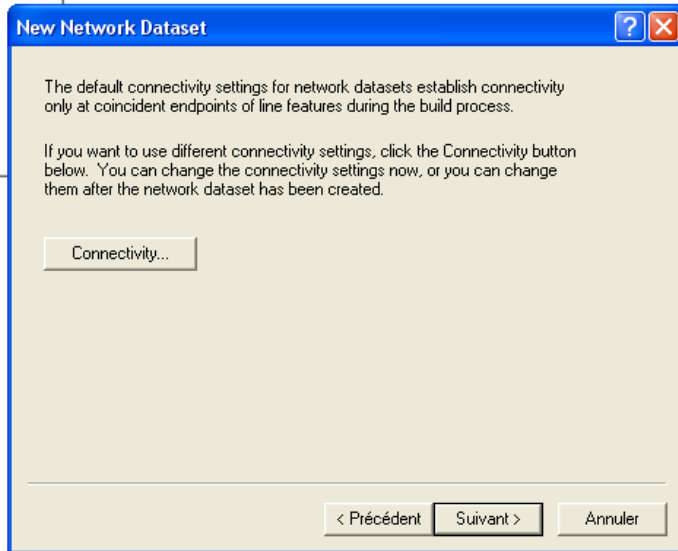 New Network Dataset
The default connectivity settings for network datasets establish connectivity
only at coincident endpoints of line features during the build process.
If you want to use different connectivity settings, click the Connectivity button
below. You can change the connectivity settings now, or you can change
them after the network dataset has been created.
Connectivity...
< Précédent Suivant > Annuler